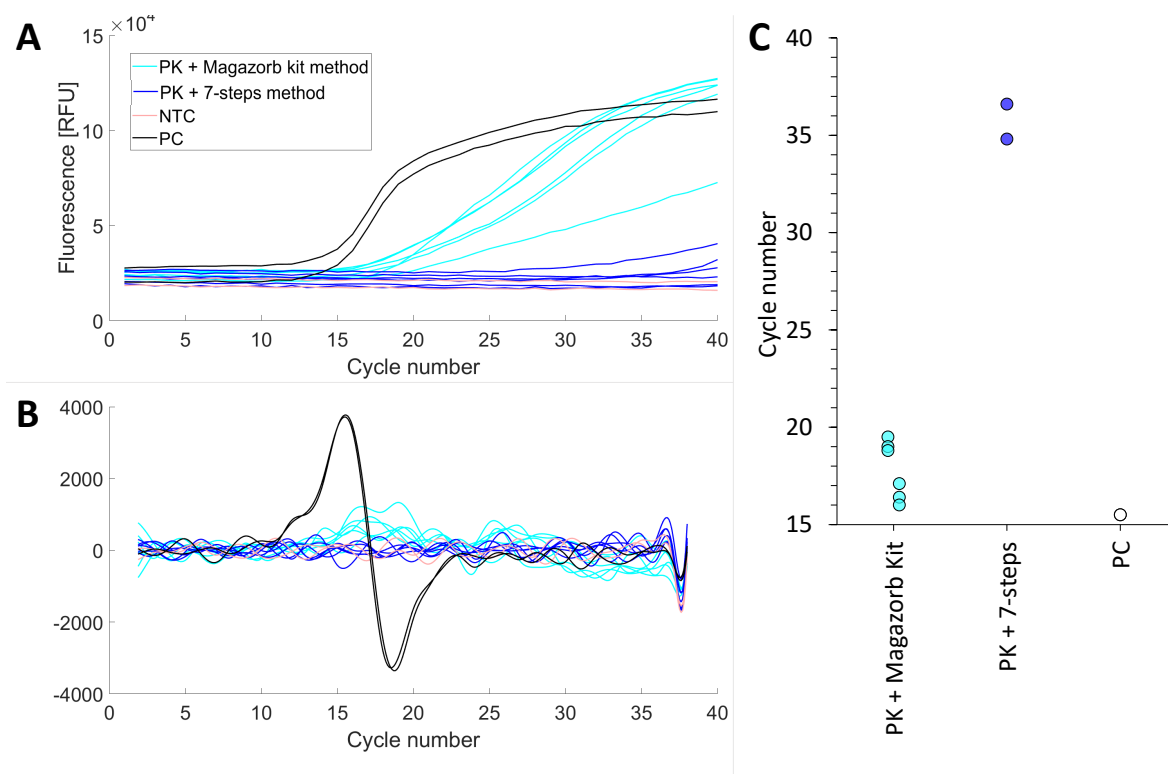 A
×10⁴
15
10
5
0
Fluorescence [RFU]
PK + Magazorb kit method
PK + 7-steps method
NTC
PC
0 5 10 15 20 25 30 35 40
Cycle number
B
4000
2000
0
-2000
-4000
0 5 10 15 20 25 30 35 40
Cycle number
C
40
35
30
25
20
15
Cycle number
PK + Magazorb Kit
PK + 7-steps
PC